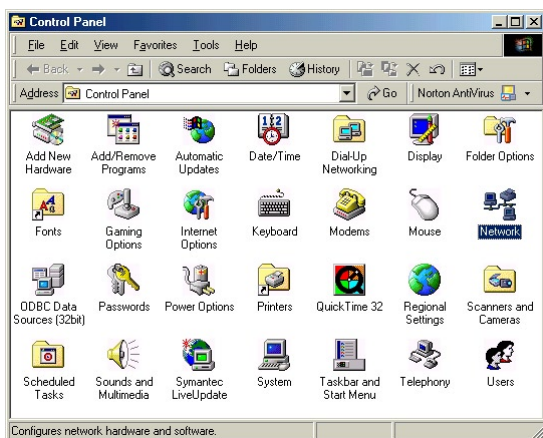 Control Panel
File Edit View Favorites Tools Help
Back Search Folders History
Address Control Panel Go Norton AntiVirus
Add New Hardware
Add/Remove Programs
Automatic Updates
Date/Time
Dial-Up Networking
Display
Folder Options
Fonts
Gaming Options
Internet Options
Keyboard
Modems
Mouse
Network
ODBC Data Sources (32bit)
Passwords
Power Options
Printers
QuickTime 32
Regional Settings
Scanners and Cameras
Scheduled Tasks
Sounds and Multimedia
Symantec LiveUpdate
System
Taskbar and Start Menu
Telephony
Users
Configures network hardware and software.